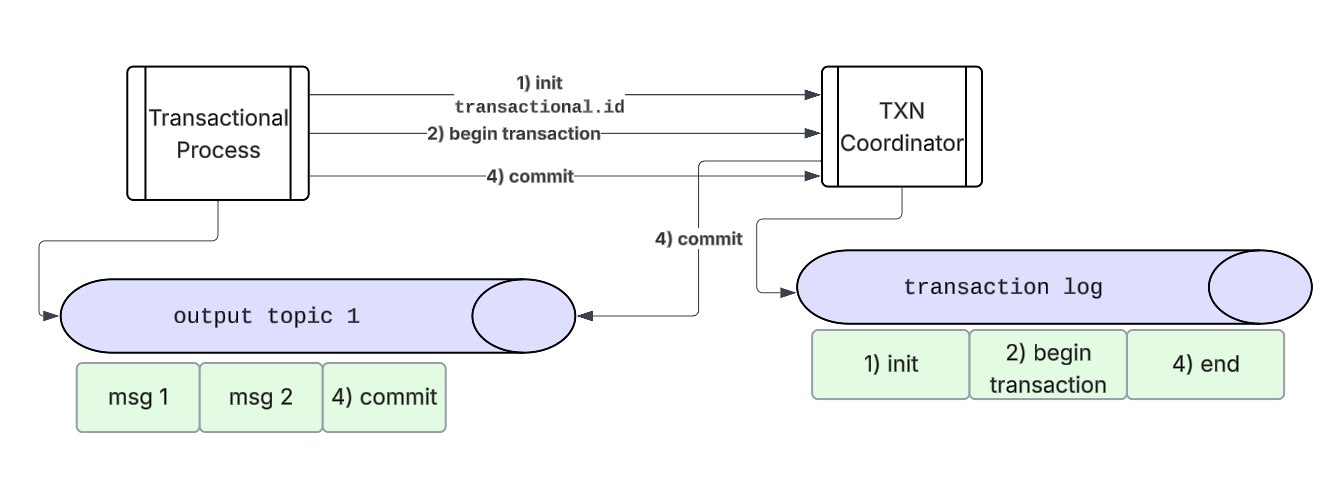 1) init
transactional.id
Transactional
Process
2) begin transaction
4) commit
TXN
Coordinator
4) commit
output topic 1
transaction log
msg 1
msg 2
4) commit
1) init
2) begin
transaction
4) end